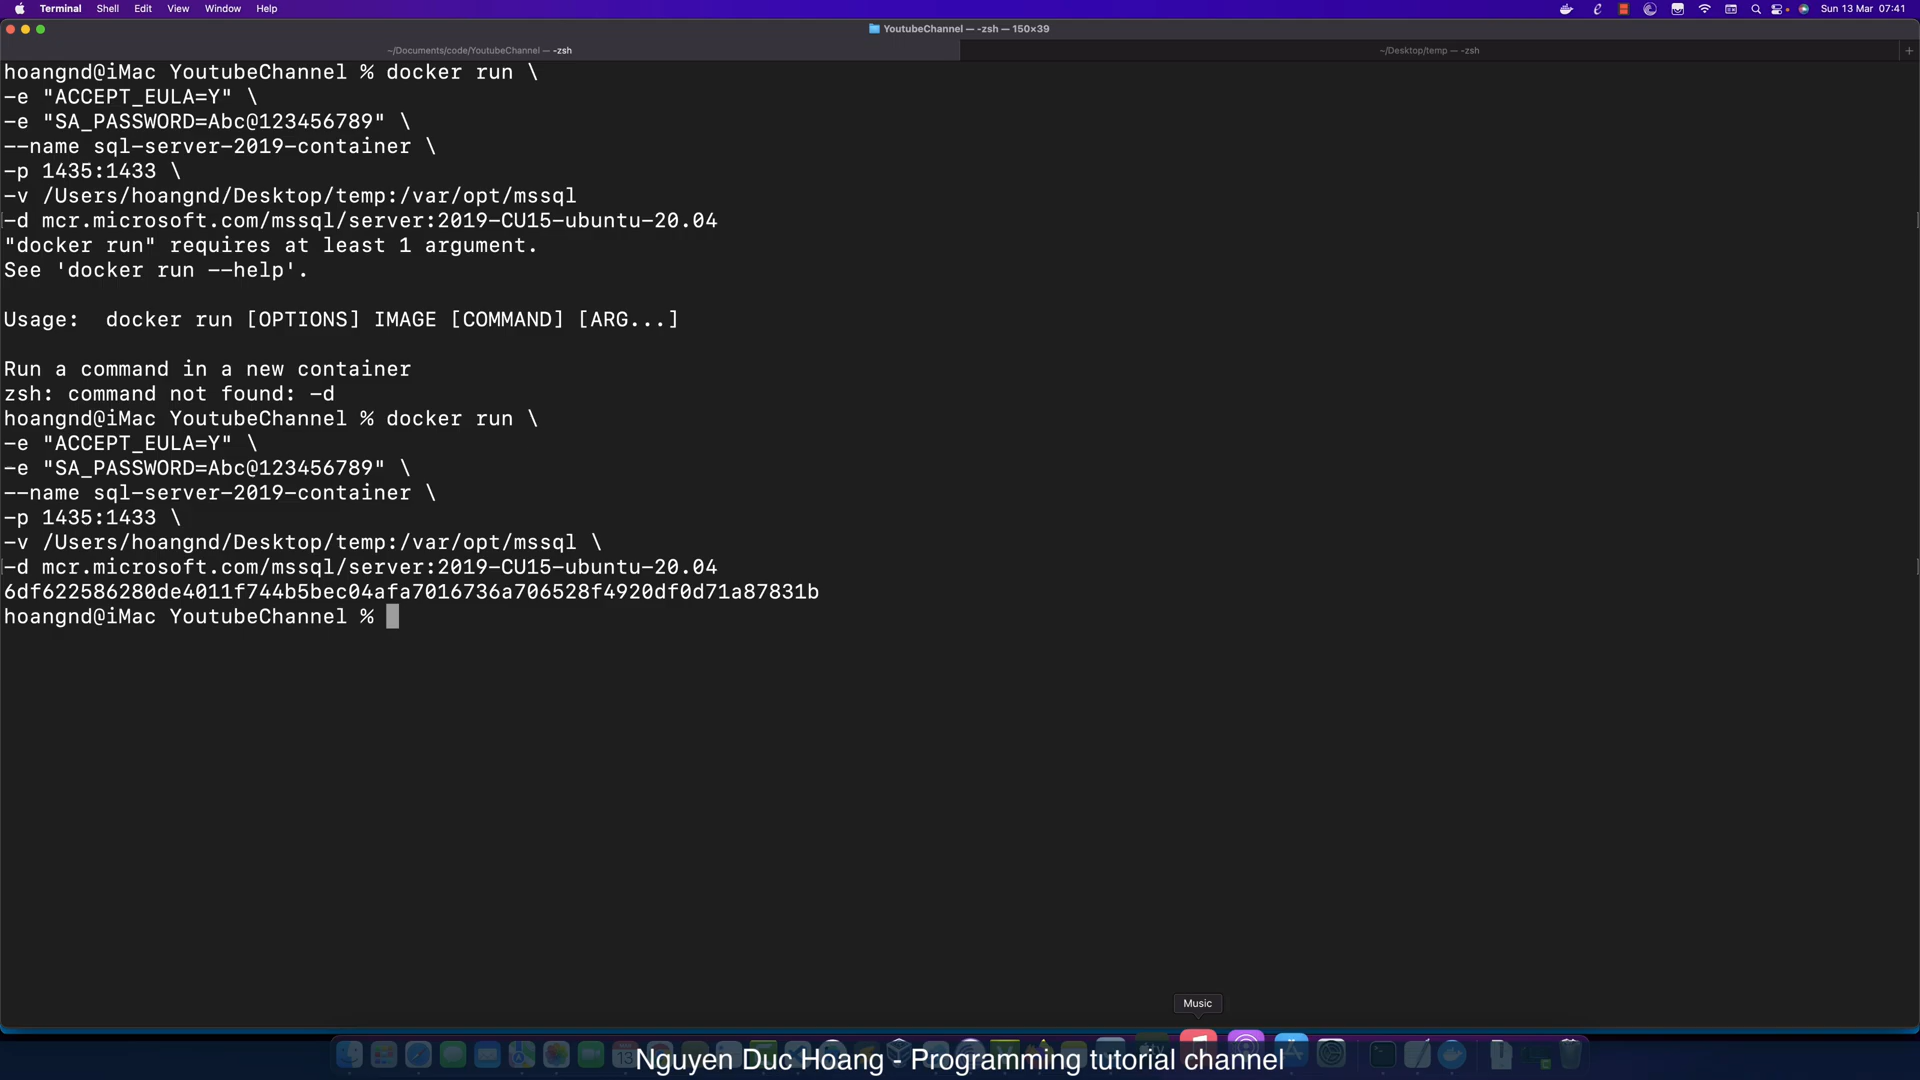 Terminal Shell Edit View Window Help Sun 13 Mar 07:41
YoutubeChannel — -zsh — 150×39
~/Documents/code/YoutubeChannel — -zsh ~/Desktop/temp — -zsh +
hoangnd@iMac YoutubeChannel % docker run \
-e "ACCEPT_EULA=Y" \
-e "SA_PASSWORD=Abc@123456789" \
--name sql-server-2019-container \
-p 1435:1433 \
-v /Users/hoangnd/Desktop/temp:/var/opt/mssql
-d mcr.microsoft.com/mssql/server:2019-CU15-ubuntu-20.04
"docker run" requires at least 1 argument.
See 'docker run --help'.
Usage:  docker run [OPTIONS] IMAGE [COMMAND] [ARG...]
Run a command in a new container
zsh: command not found: -d
hoangnd@iMac YoutubeChannel % docker run \
-e "ACCEPT_EULA=Y" \
-e "SA_PASSWORD=Abc@123456789" \
--name sql-server-2019-container \
-p 1435:1433 \
-v /Users/hoangnd/Desktop/temp:/var/opt/mssql \
-d mcr.microsoft.com/mssql/server:2019-CU15-ubuntu-20.04
6df622586280de4011f744b5bec04afa7016736a706528f4920df0d71a87831b
hoangnd@iMac YoutubeChannel %
Music
13
Nguyen Duc Hoang - Programming tutorial channel